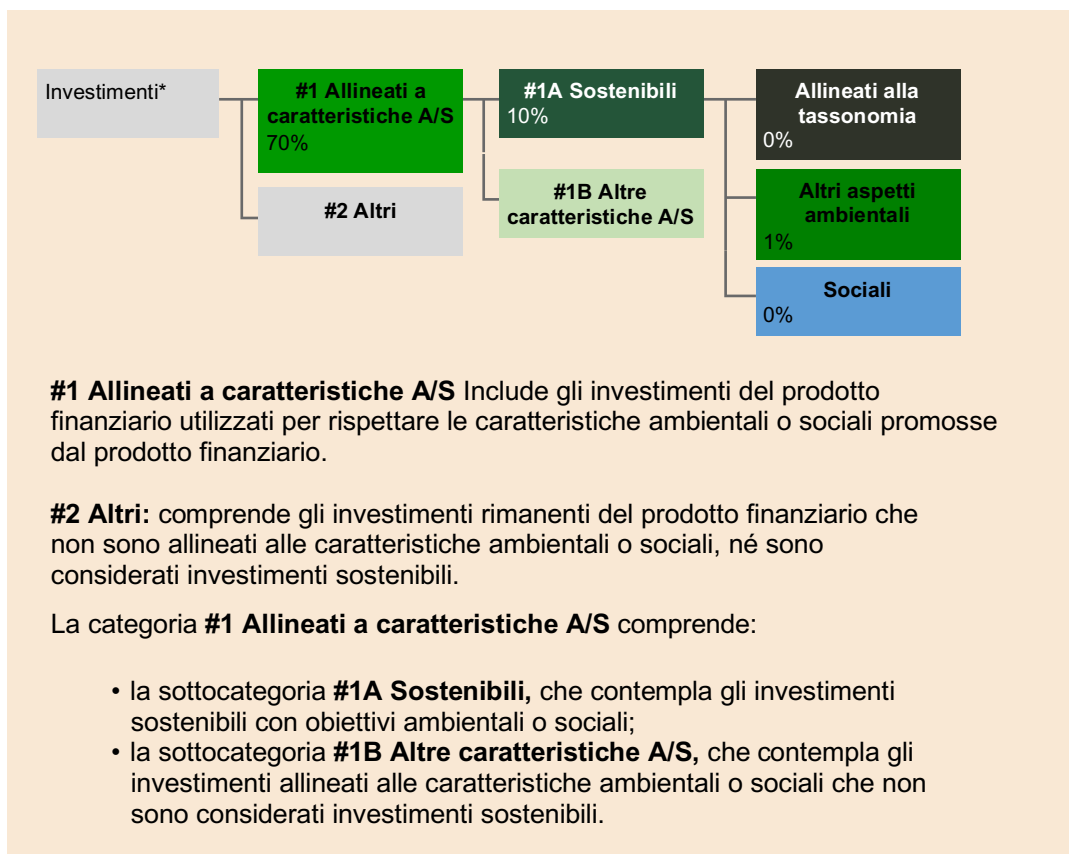 Investimenti*
#1 Allineati a
caratteristiche A/S
70%
#2 Altri
#1A Sostenibili
10%
#1B Altre
caratteristiche A/S
Allineati alla
tassonomia
0%
Altri aspetti
ambientali
1%
Sociali
0%
#1 Allineati a caratteristiche A/S Include gli investimenti del prodotto
finanziario utilizzati per rispettare le caratteristiche ambientali o sociali promosse
dal prodotto finanziario.
#2 Altri: comprende gli investimenti rimanenti del prodotto finanziario che
non sono allineati alle caratteristiche ambientali o sociali, né sono
considerati investimenti sostenibili.
La categoria #1 Allineati a caratteristiche A/S comprende:
• la sottocategoria #1A Sostenibili, che contempla gli investimenti
sostenibili con obiettivi ambientali o sociali;
• la sottocategoria #1B Altre caratteristiche A/S, che contempla gli
investimenti allineati alle caratteristiche ambientali o sociali che non
sono considerati investimenti sostenibili.